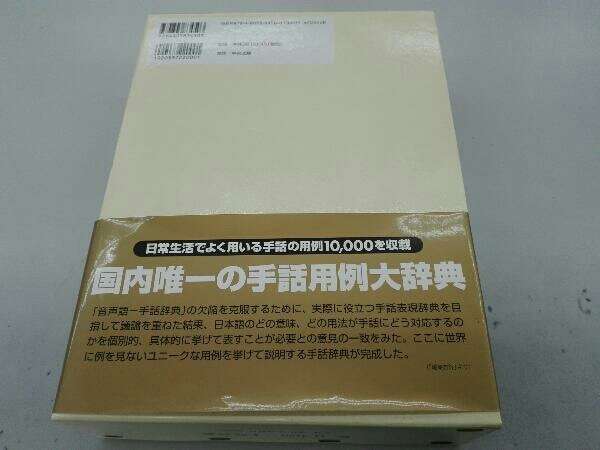 日常生活でよく用いる手話の用例10,000を収載
国内唯一の手話用例大辞典
「音声語−手話辞典」の欠陥を克服するために、実際に役立つ手話表現辞典を目
指して議論を重ねた結果、日本語のどの意味、どの用法が手話にどう対応するの
かを個別的、具体的に挙げて表すことが必要との意見の一致をみた。ここに世界
に例を見ないユニークな用例を挙げて説明する手話辞典が完成した。